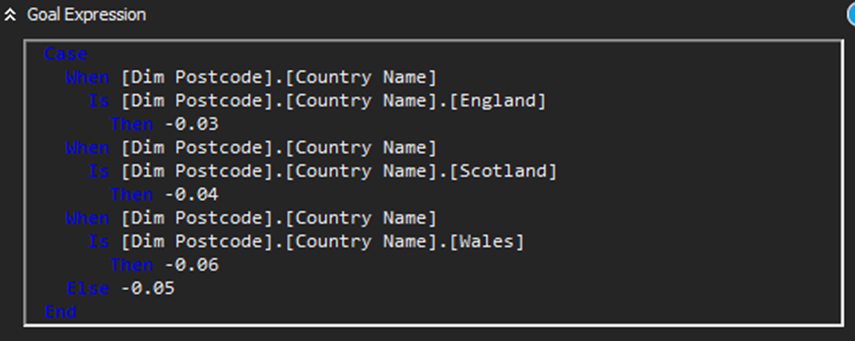 Goal Expression
Case
When [Dim Postcode].[Country Name]
Is [Dim Postcode].[Country Name].[England]
Then -0.03
When [Dim Postcode].[Country Name]
Is [Dim Postcode].[Country Name].[Scotland]
Then -0.04
When [Dim Postcode].[Country Name]
Is [Dim Postcode].[Country Name].[Wales]
Then -0.06
Else -0.05
End